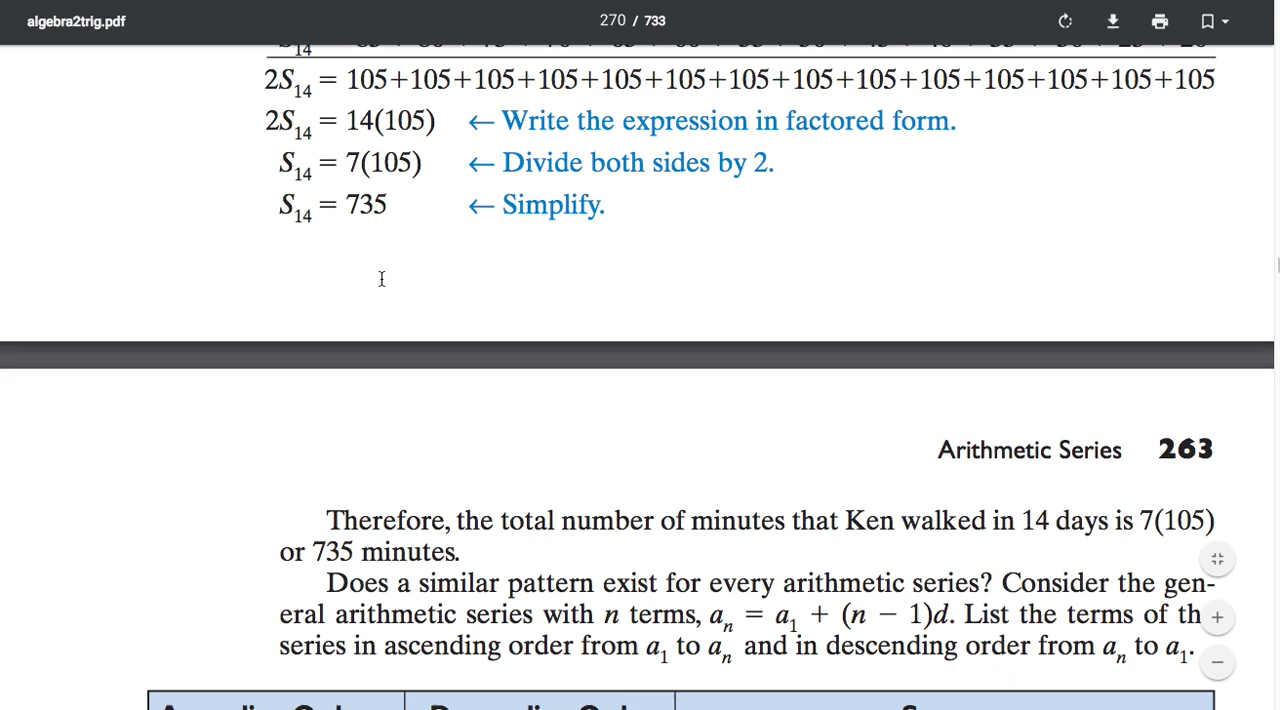 algebra2trig.pdf
270 / 733
2S14 = 105+105+105+105+105+105+105+105+105+105+105+105+105+105
2S14 = 14(105) ← Write the expression in factored form.
S14 = 7(105) ← Divide both sides by 2.
S14 = 735 ← Simplify.
Arithmetic Series 263
Therefore, the total number of minutes that Ken walked in 14 days is 7(105)
or 735 minutes.
Does a similar pattern exist for every arithmetic series? Consider the gen-
eral arithmetic series with n terms, an = a1 + (n − 1)d. List the terms of th
series in ascending order from a1 to an and in descending order from an to a1.